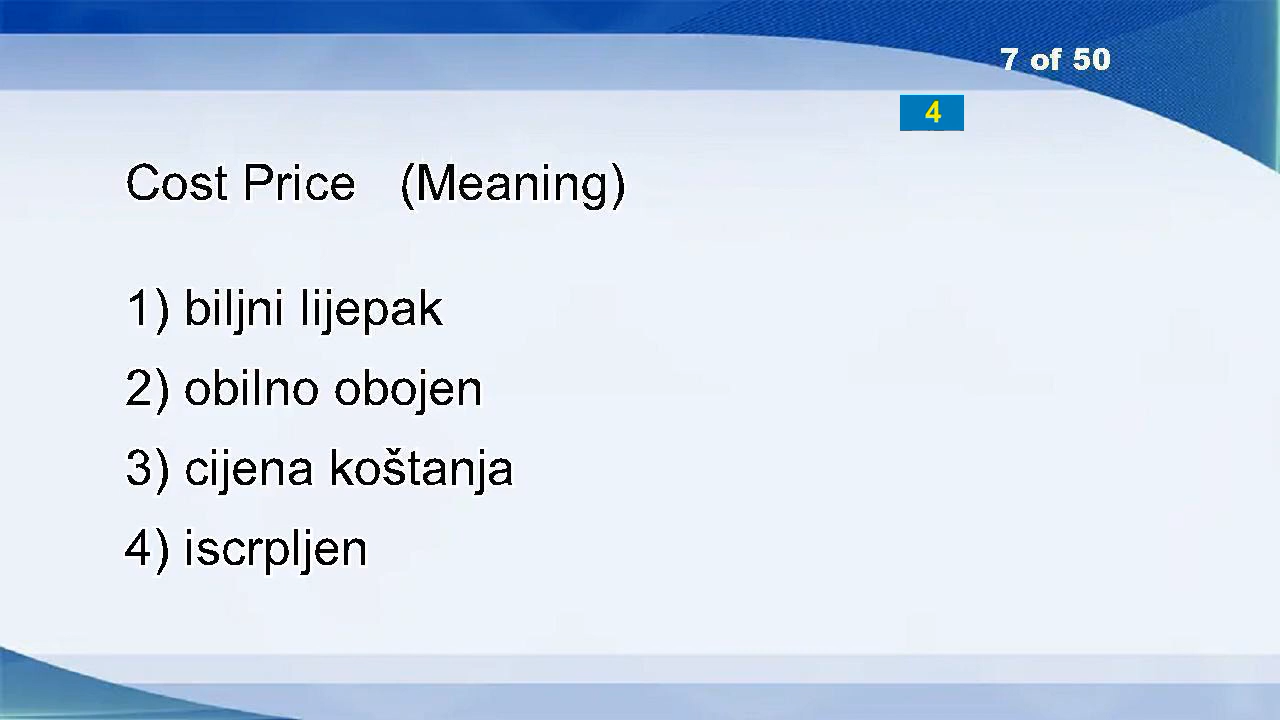 7 of 50
4
Cost Price (Meaning)
1) biljni lijepak
2) obilno obojen
3) cijena koštanja
4) iscrpljen